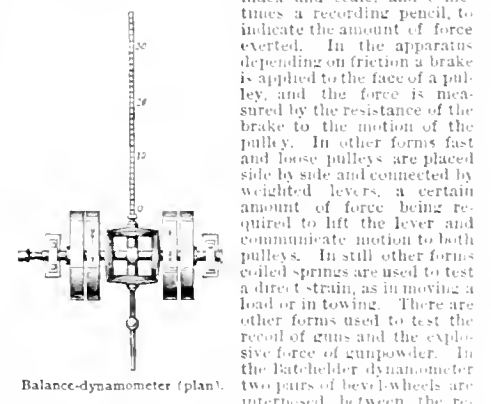 times a recording pencil, to
indicate the amount of force
exerted. In the apparatus
depending on friction a brake
is applied to the face of a pul-
ley, and the force is mea-
sured by the resistance of the
brake to the motion of the
pulley. In other forms fast
and loose pulleys are placed
side by side and connected by
weighted levers, a certain
amount of force being re-
quired to lift the lever and
communicate motion to both
pulleys. In still other forms
coiled springs are used to test
a direct strain, as in moving a
load or in towing. There are
other forms used to test the
recoil of guns and the explo-
sive force of gunpowder. In
the Batchelder dynamometer
two pairs of bevel-wheels are
interposed between the re-
30
20
10
0
Balance-dynamometer (plan).